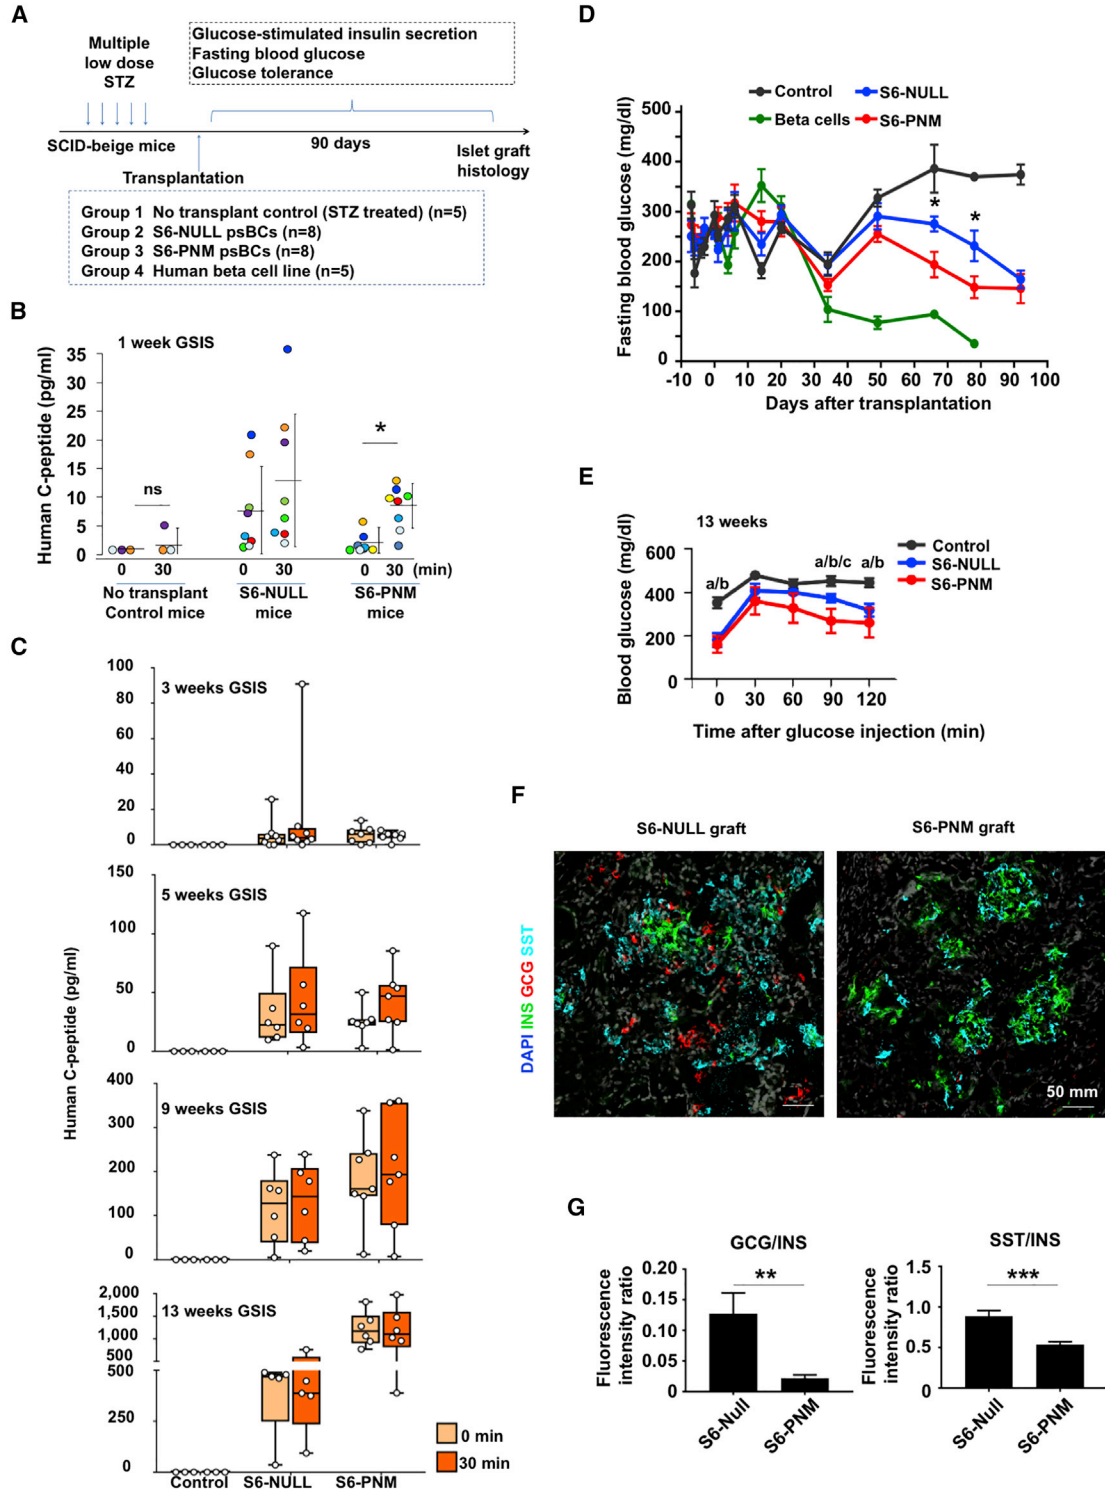 A
Multiple
low dose
STZ
Glucose-stimulated insulin secretion
Fasting blood glucose
Glucose tolerance
SCID-beige mice
90 days
Islet graft
histology
Transplantation
Group 1 No transplant control (STZ treated) (n=5)
Group 2 S6-NULL psBCs (n=8)
Group 3 S6-PNM psBCs (n=8)
Group 4 Human beta cell line (n=5)
B
1 week GSIS
Human C-peptide (pg/ml)
35
30
25
20
15
10
5
0
ns
*
0 30 0 30 0 30 (min)
No transplant
Control mice
S6-NULL
mice
S6-PNM
mice
C
Human C-peptide (pg/ml)
3 weeks GSIS
100
80
60
40
20
0
5 weeks GSIS
150
100
50
0
9 weeks GSIS
400
300
200
100
0
13 weeks GSIS
2,000
1,500
1,000
500
500
250
0
Control S6-NULL S6-PNM
0 min
30 min
D
Control S6-NULL
Beta cells S6-PNM
Fasting blood glucose (mg/dl)
500
400
300
200
100
0
* *
-10 0 10 20 30 40 50 60 70 80 90 100
Days after transplantation
E
13 weeks
Control
S6-NULL
S6-PNM
Blood glucose (mg/dl)
600
400
200
0
a/b a/b/c a/b
0 30 60 90 120
Time after glucose injection (min)
F
S6-NULL graft S6-PNM graft
DAPI INS GCG SST
50 mm
G
GCG/INS
Fluorescence
intensity ratio
0.20
0.15
0.10
0.05
0
**
S6-Null S6-PNM
SST/INS
Fluorescence
intensity ratio
1.5
1.0
0.5
0
***
S6-Null S6-PNM